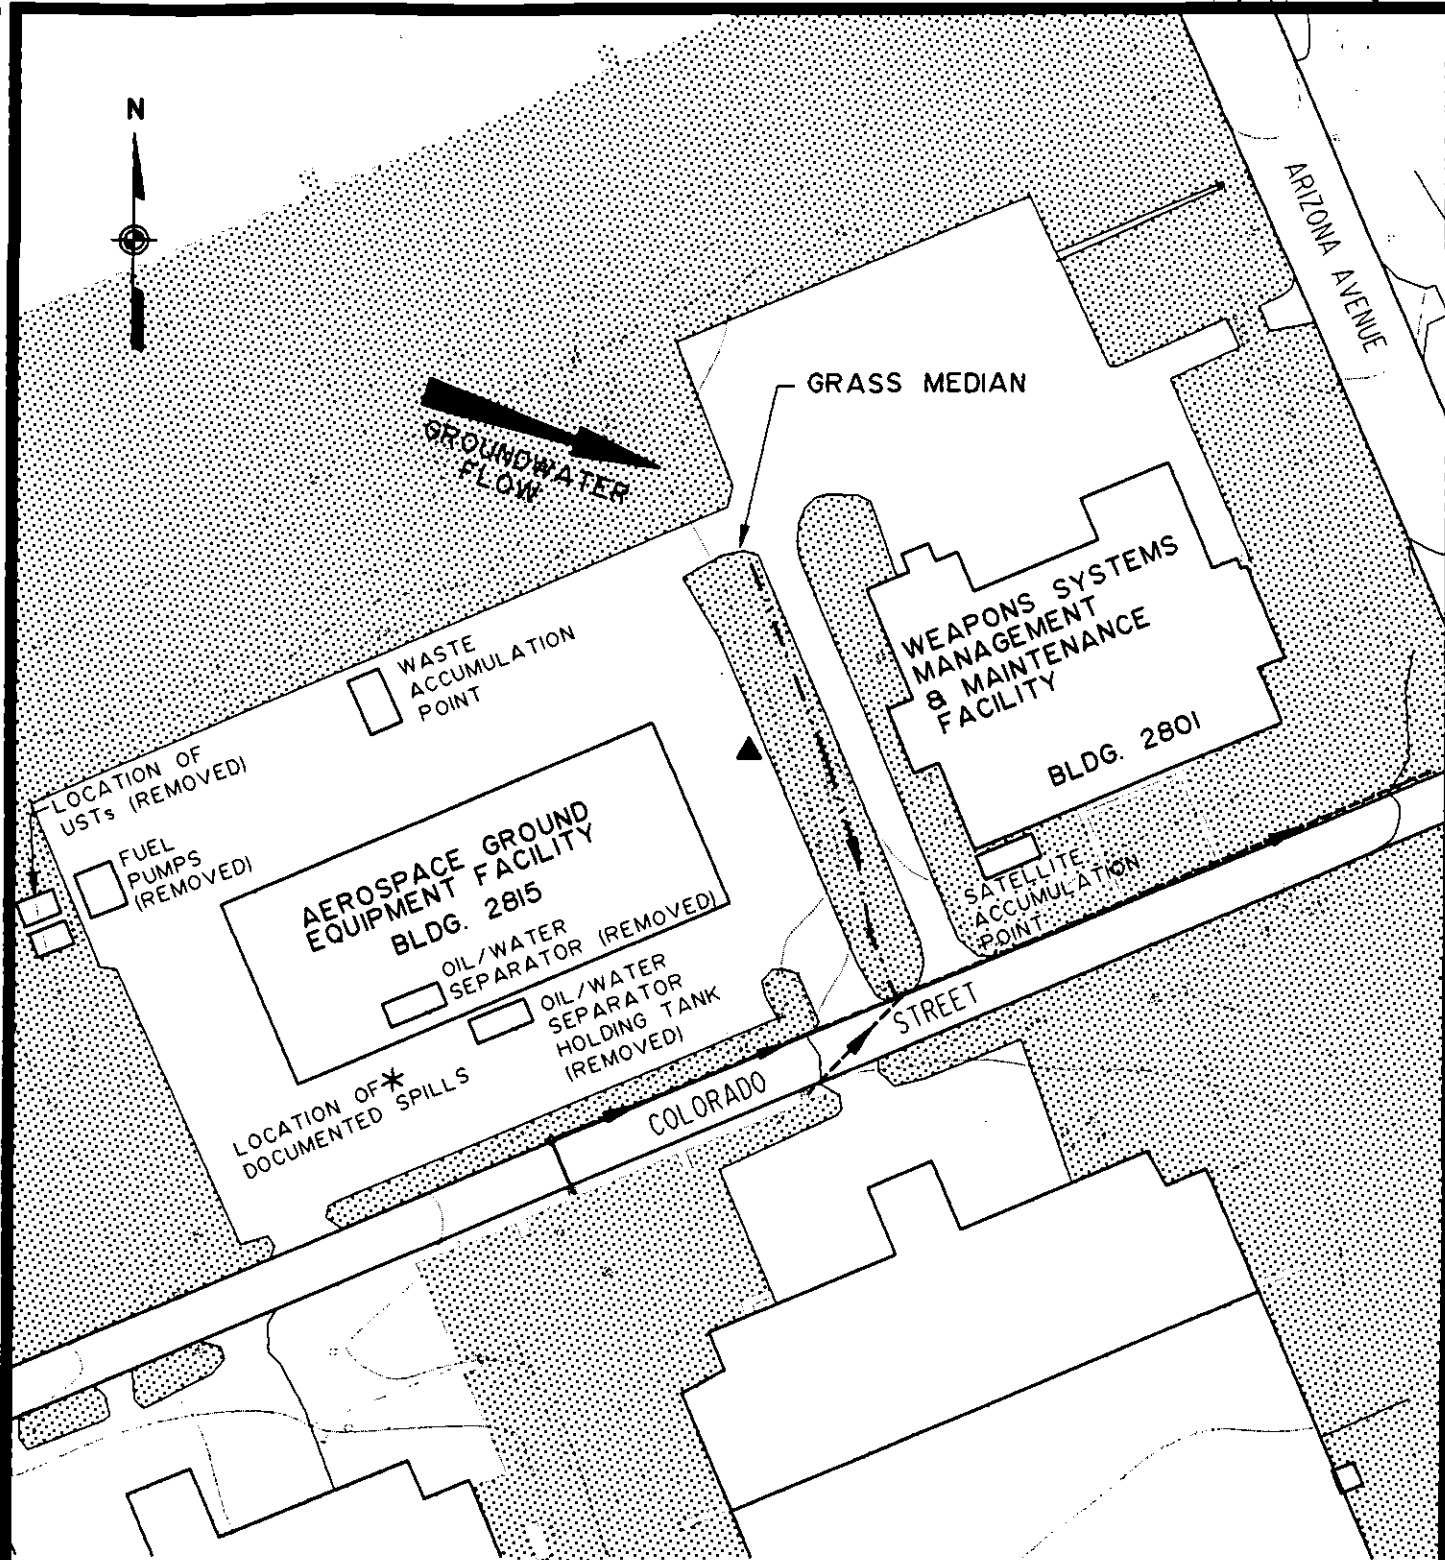 N
ARIZONA AVENUE
GRASS MEDIAN
GROUNDWATER
FLOW
WEAPONS SYSTEMS
MANAGEMENT
& MAINTENANCE
FACILITY
BLDG. 2801
WASTE
ACCUMULATION
POINT
LOCATION OF
USTs (REMOVED)
FUEL
PUMPS
(REMOVED)
AEROSPACE GROUND
EQUIPMENT FACILITY
BLDG. 2815
OIL/WATER
SEPARATOR (REMOVED)
OIL/WATER
SEPARATOR
HOLDING TANK
(REMOVED)
SATELLITE
ACCUMULATION
POINT
LOCATION OF *
DOCUMENTED SPILLS
COLORADO STREET